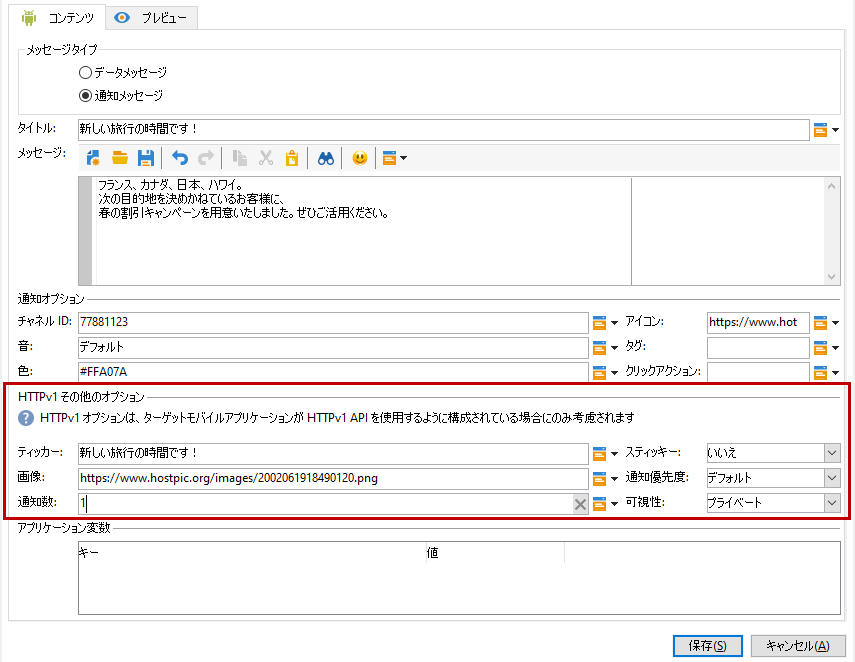 コンテンツ プレビュー
メッセージタイプ
データメッセージ
通知メッセージ
タイトル: 新しい旅行の時間です！
メッセージ:
フランス、カナダ、日本、ハワイ。
次の目的地を決めかねているお客様に、
春の割引キャンペーンを用意いたしました。ぜひご活用ください。
通知オプション
チャネル ID: 77881123 アイコン: https://www.hot
音: デフォルト タグ:
色: #FFA07A クリックアクション:
HTTPv1 その他のオプション
HTTPv1 オプションは、ターゲットモバイルアプリケーションが HTTPv1 API を使用するように構成されている場合にのみ考慮されます
ティッカー: 新しい旅行の時間です！ スティッキー: いいえ
画像: https://www.hostpic.org/images/2002061918490120.png 通知優先度: デフォルト
通知数: 1 可視性: プライベート
アプリケーション変数
キー 値
保存(S) キャンセル(A)